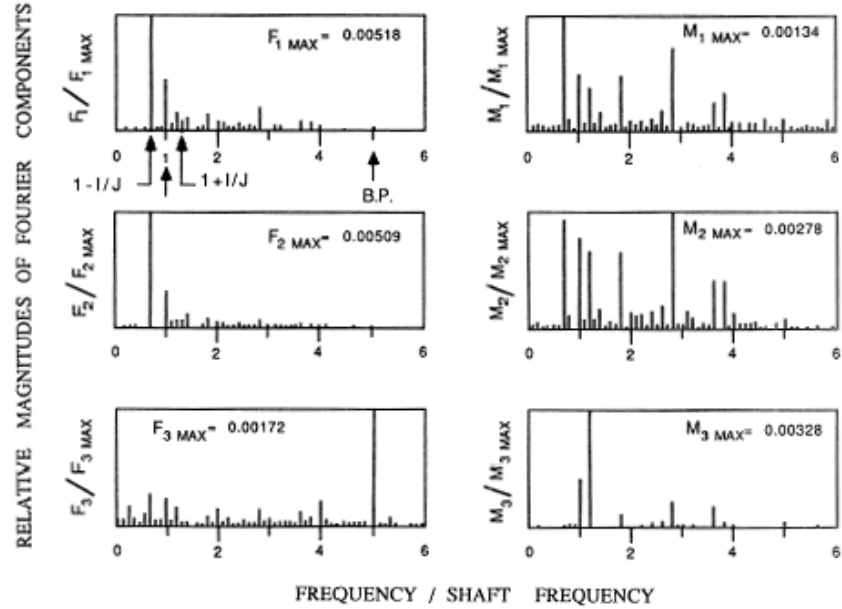 RELATIVE MAGNITUDES OF FOURIER COMPONENTS
F1/F1 MAX
F1 MAX= 0.00518
0 1 2 4 6
1-I/J
1+I/J
B.P.
M1/M1 MAX
M1 MAX= 0.00134
0 2 4 6
F2/F2 MAX
F2 MAX= 0.00509
0 2 4 6
M2/M2 MAX
M2 MAX= 0.00278
0 2 4 6
F3/F3 MAX
F3 MAX= 0.00172
0 2 4 6
M3/M3 MAX
M3 MAX= 0.00328
0 2 4 6
FREQUENCY / SHAFT FREQUENCY